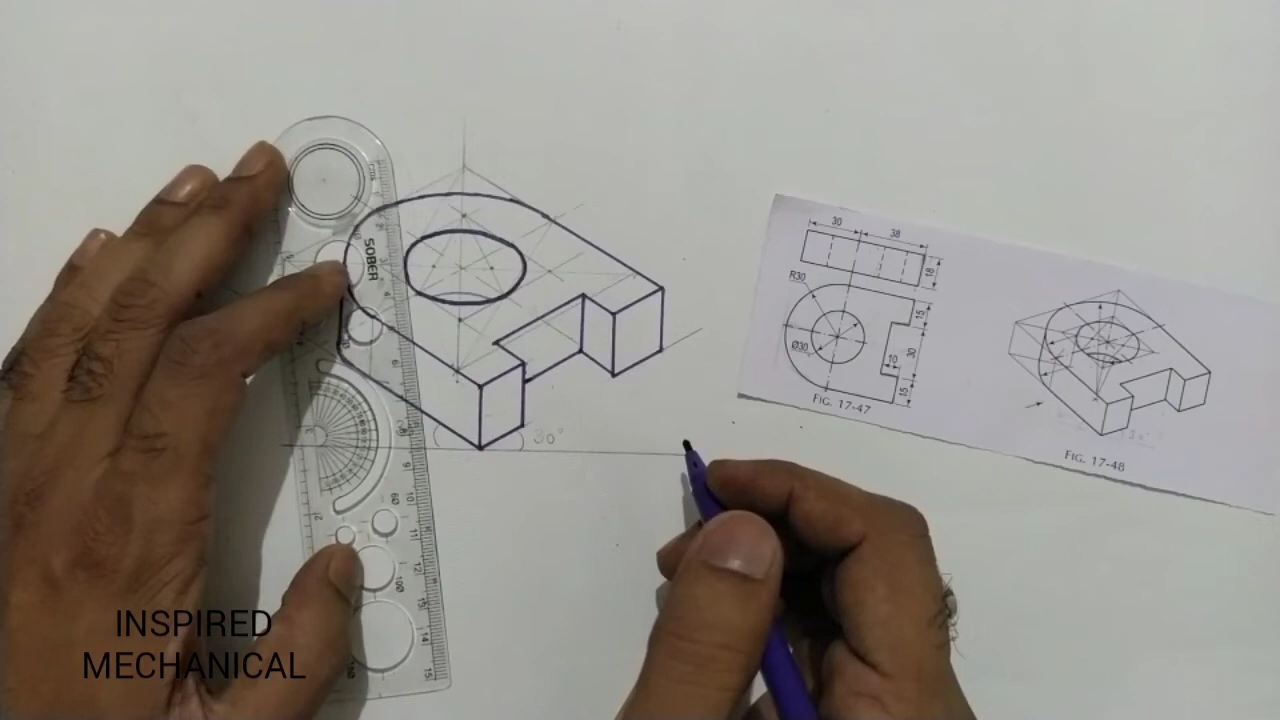 SOBER
30°
30
38
18
R30
15
Ø30
30
10
15
FIG. 17-47
FIG. 17-48
INSPIRED
MECHANICAL